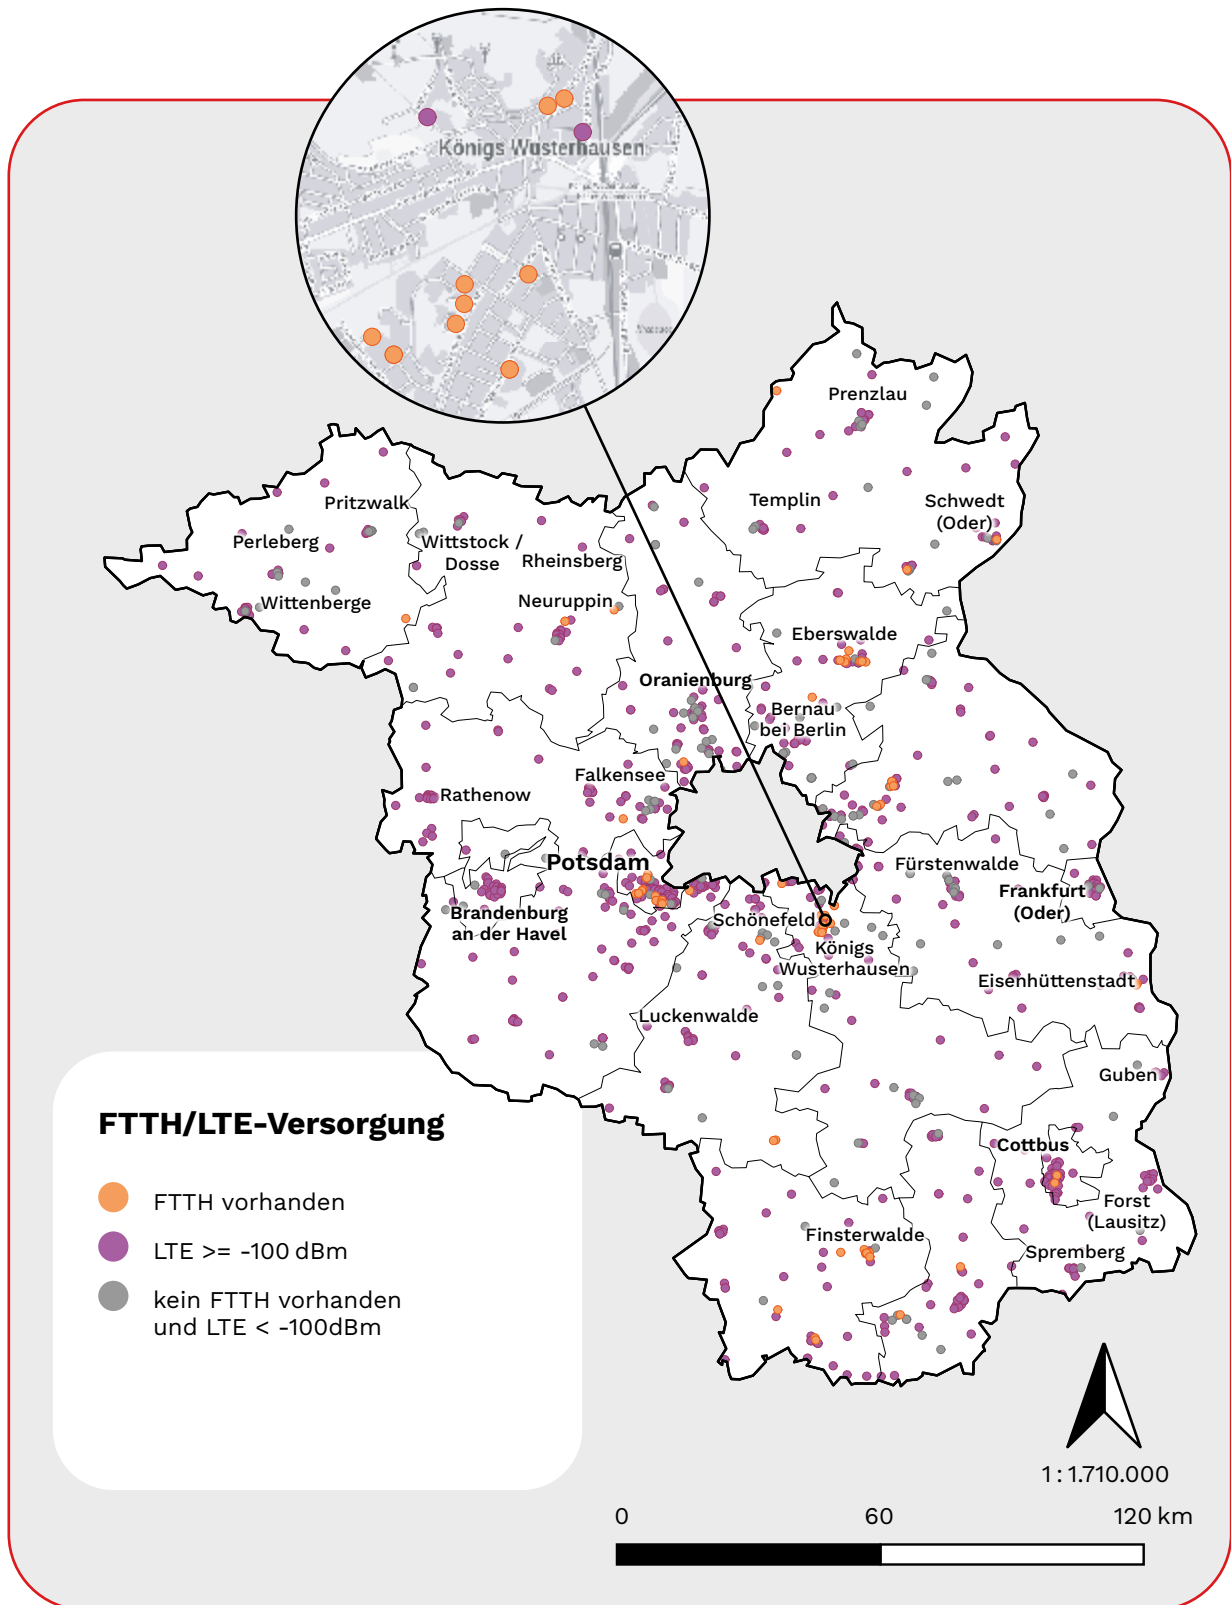 Königs Wusterhausen
Prenzlau
Templin
Schwedt
(Oder)
Pritzwalk
Perleberg
Wittstock /
Dosse
Rheinsberg
Wittenberge
Neuruppin
Eberswalde
Oranienburg
Bernau
bei Berlin
Falkensee
Rathenow
Potsdam
Fürstenwalde
Frankfurt
(Oder)
Brandenburg
an der Havel
Schönefeld
Königs
Wusterhausen
Eisenhüttenstadt
Luckenwalde
Guben
Cottbus
Forst
(Lausitz)
Finsterwalde
Spremberg
FTTH/LTE-Versorgung
FTTH vorhanden
LTE >= -100 dBm
kein FTTH vorhanden
und LTE < -100dBm
1 : 1.710.000
0 60 120 km